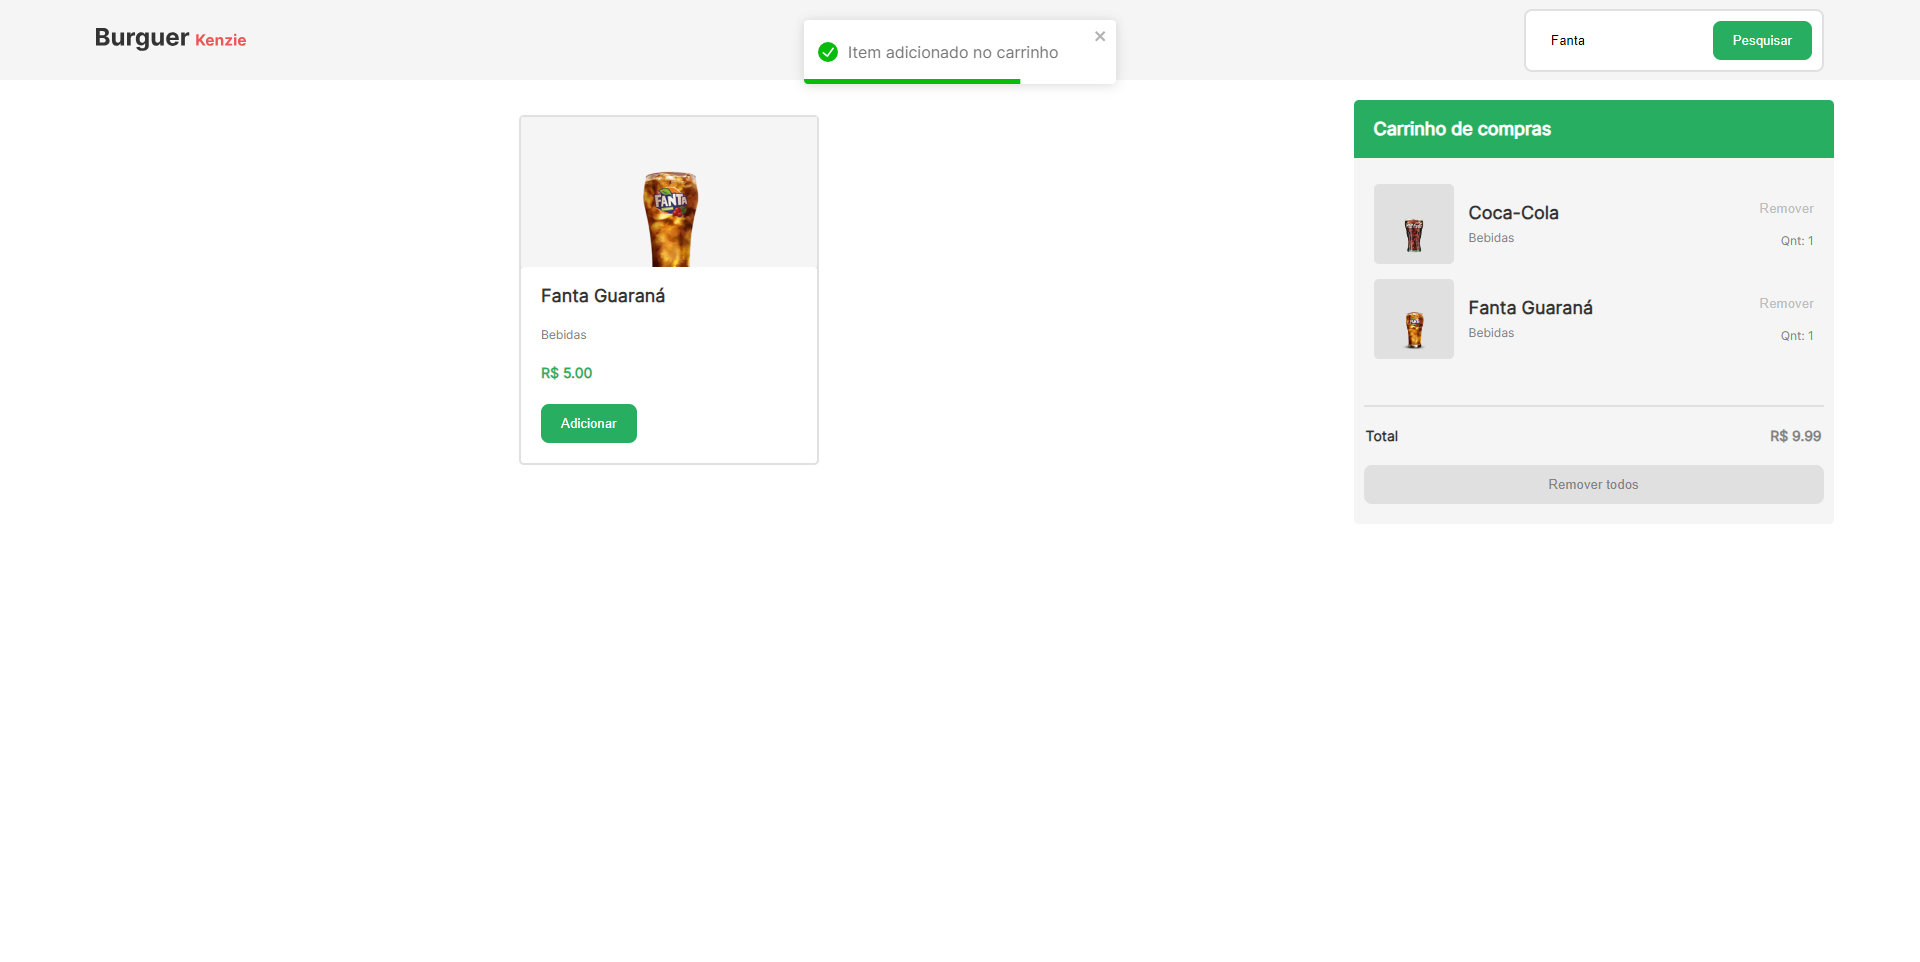 Burguer Kenzie
Item adicionado no carrinho
Fanta
Pesquisar
FANTA
Fanta Guaraná
Bebidas
R$ 5.00
Adicionar
Carrinho de compras
Coca-Cola
Bebidas
Remover
Qnt: 1
Fanta Guaraná
Bebidas
Remover
Qnt: 1
Total
R$ 9.99
Remover todos